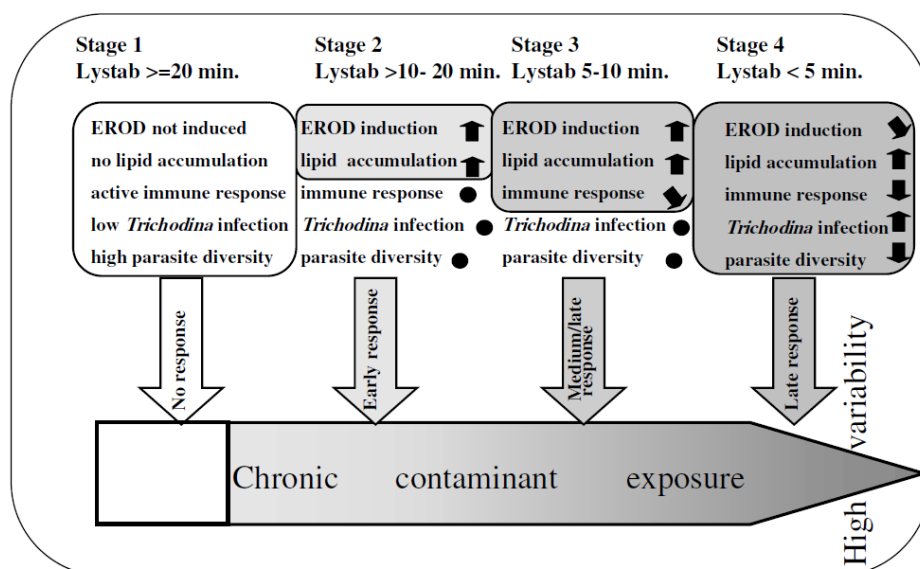 Stage 1
Lystab >=20 min.
EROD not induced
no lipid accumulation
active immune response
low Trichodina infection
high parasite diversity
No response
Stage 2
Lystab >10- 20 min.
EROD induction
lipid accumulation
immune response
Trichodina infection
parasite diversity
Early response
Stage 3
Lystab 5-10 min.
EROD induction
lipid accumulation
immune response
Trichodina infection
parasite diversity
Medium/late
response
Stage 4
Lystab < 5 min.
EROD induction
lipid accumulation
immune response
Trichodina infection
parasite diversity
Late response
High variability
Chronic contaminant exposure